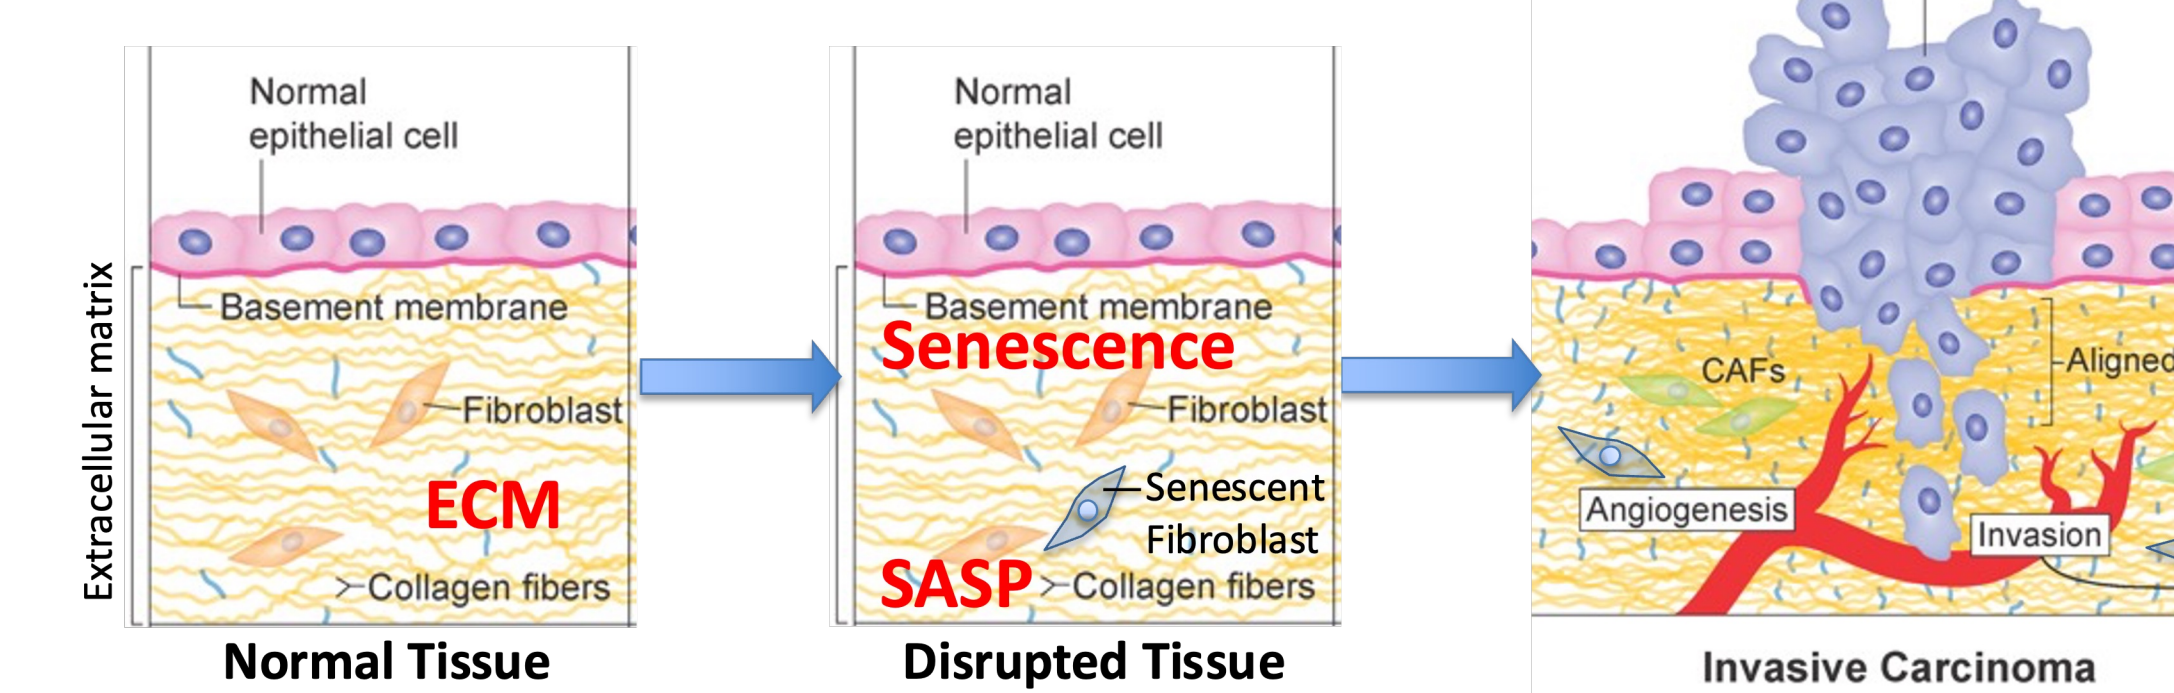 Normal
epithelial cell
Extracellular matrix
Basement membrane
Fibroblast
ECM
Collagen fibers
Normal Tissue
Normal
epithelial cell
Basement membrane
Senescence
Fibroblast
Senescent
Fibroblast
SASP
Collagen fibers
Disrupted Tissue
CAFs
Aligned
Angiogenesis
Invasion
Invasive Carcinoma